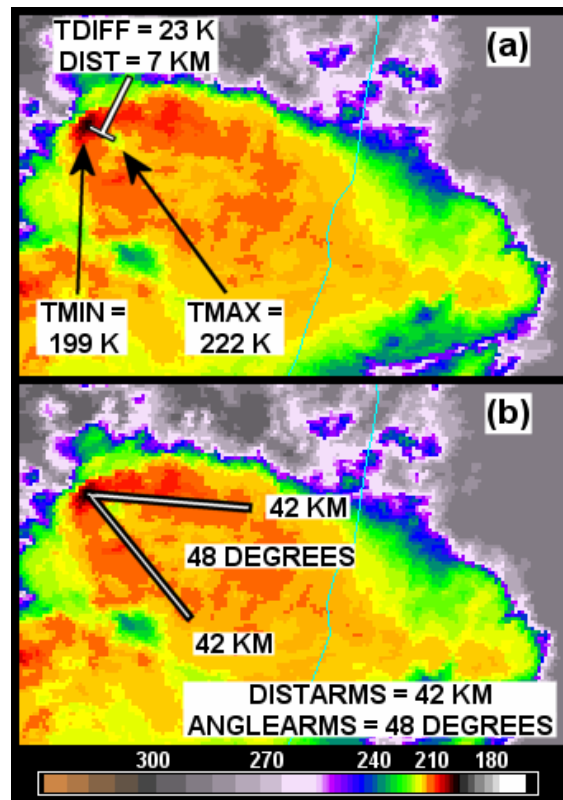 TDIFF = 23 K
DIST = 7 KM
(a)
TMIN =
199 K
TMAX =
222 K
(b)
42 KM
48 DEGREES
42 KM
DISTARMS = 42 KM
ANGLEARMS = 48 DEGREES
300 270 240 210 180